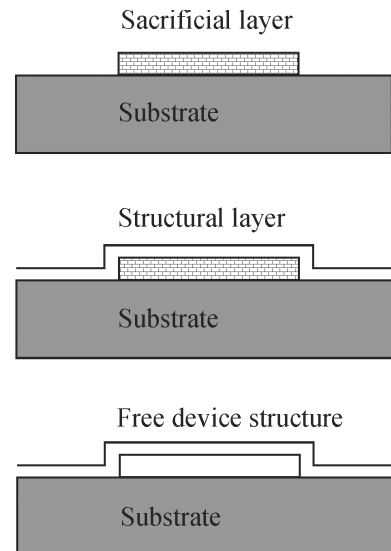 Sacrificial layer
Substrate
Structural layer
Substrate
Free device structure
Substrate